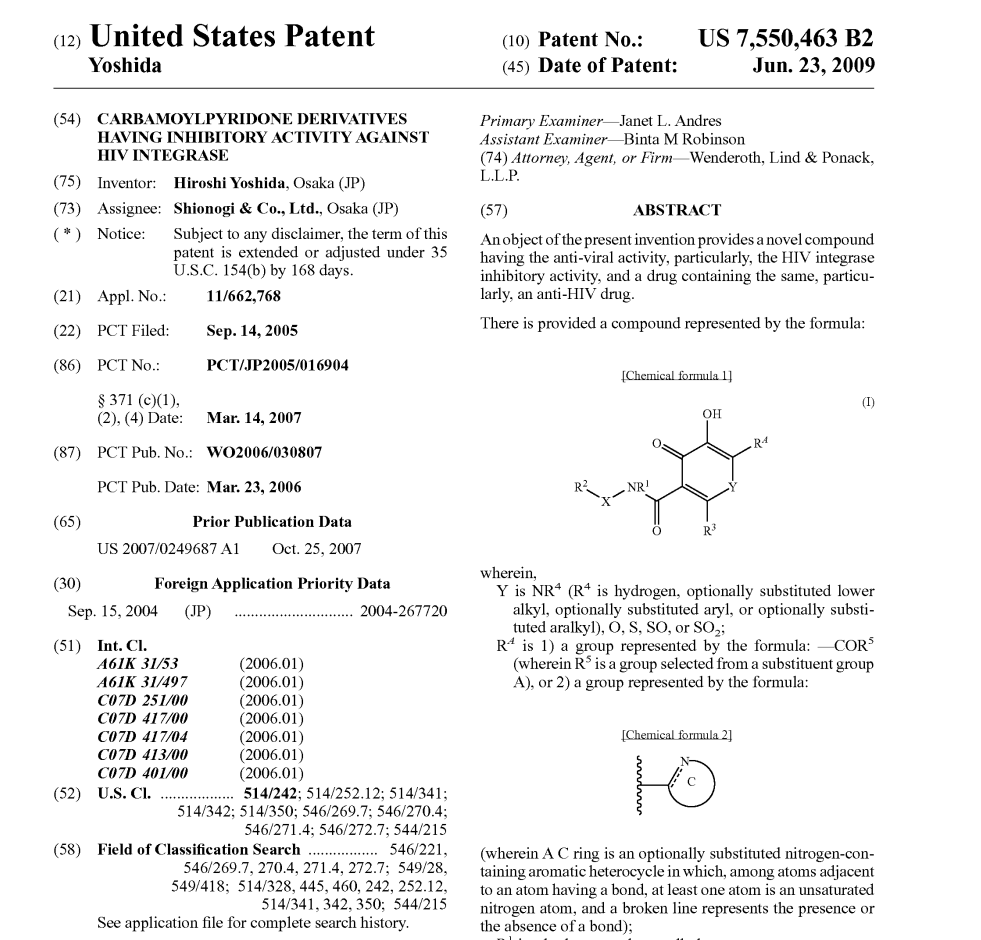 (12) United States Patent
Yoshida
(10) Patent No.: US 7,550,463 B2
(45) Date of Patent: Jun. 23, 2009
(54) CARBAMOYLPYRIDONE DERIVATIVES
HAVING INHIBITORY ACTIVITY AGAINST
HIV INTEGRASE
(75) Inventor: Hiroshi Yoshida, Osaka (JP)
(73) Assignee: Shionogi & Co., Ltd., Osaka (JP)
( * ) Notice: Subject to any disclaimer, the term of this
patent is extended or adjusted under 35
U.S.C. 154(b) by 168 days.
(21) Appl. No.: 11/662,768
(22) PCT Filed: Sep. 14, 2005
(86) PCT No.: PCT/JP2005/016904
§ 371 (c)(1),
(2), (4) Date: Mar. 14, 2007
(87) PCT Pub. No.: WO2006/030807
PCT Pub. Date: Mar. 23, 2006
(65) Prior Publication Data
US 2007/0249687 A1 Oct. 25, 2007
(30) Foreign Application Priority Data
Sep. 15, 2004 (JP) ............................. 2004-267720
(51) Int. Cl.
A61K 31/53 (2006.01)
A61K 31/497 (2006.01)
C07D 251/00 (2006.01)
C07D 417/00 (2006.01)
C07D 417/04 (2006.01)
C07D 413/00 (2006.01)
C07D 401/00 (2006.01)
(52) U.S. Cl. .................. 514/242; 514/252.12; 514/341;
514/342; 514/350; 546/269.7; 546/270.4;
546/271.4; 546/272.7; 544/215
(58) Field of Classification Search ................. 546/221,
546/269.7, 270.4, 271.4, 272.7; 549/28,
549/418; 514/328, 445, 460, 242, 252.12,
514/341, 342, 350; 544/215
See application file for complete search history.
Primary Examiner—Janet L. Andres
Assistant Examiner—Binta M Robinson
(74) Attorney, Agent, or Firm—Wenderoth, Lind & Ponack,
L.L.P.
(57) ABSTRACT
An object of the present invention provides a novel compound
having the anti-viral activity, particularly, the HIV integrase
inhibitory activity, and a drug containing the same, particu-
larly, an anti-HIV drug.
There is provided a compound represented by the formula:
[Chemical formula 1]
(I)
OH
O R^A
R² X NR¹ Y
O R³
wherein,
Y is NR⁴ (R⁴ is hydrogen, optionally substituted lower
alkyl, optionally substituted aryl, or optionally substi-
tuted aralkyl), O, S, SO, or SO₂;
R^A is 1) a group represented by the formula: —COR⁵
(wherein R⁵ is a group selected from a substituent group
A), or 2) a group represented by the formula:
[Chemical formula 2]
N
C
(wherein A C ring is an optionally substituted nitrogen-con-
taining aromatic heterocycle in which, among atoms adjacent
to an atom having a bond, at least one atom is an unsaturated
nitrogen atom, and a broken line represents the presence or
the absence of a bond);